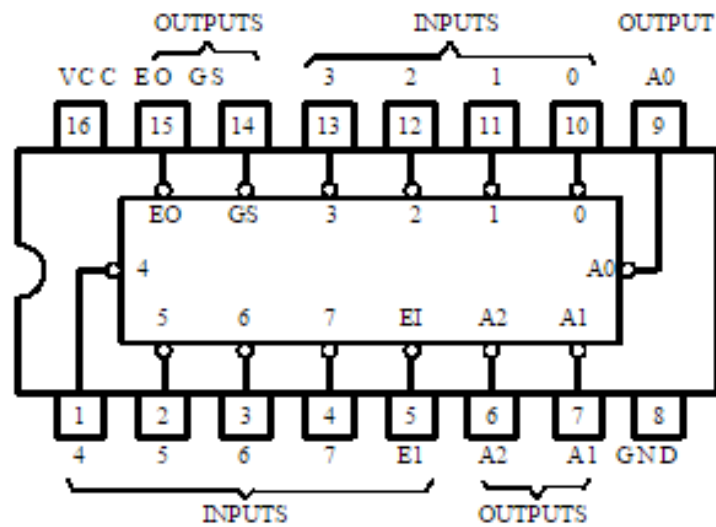 OUTPUTS INPUTS OUTPUT
VCC EO GS 3 2 1 0 A0
16 15 14 13 12 11 10 9
EO GS 3 2 1 0
4 A0
5 6 7 EI A2 A1
1 2 3 4 5 6 7 8
4 5 6 7 E1 A2 A1 GND
INPUTS OUTPUTS